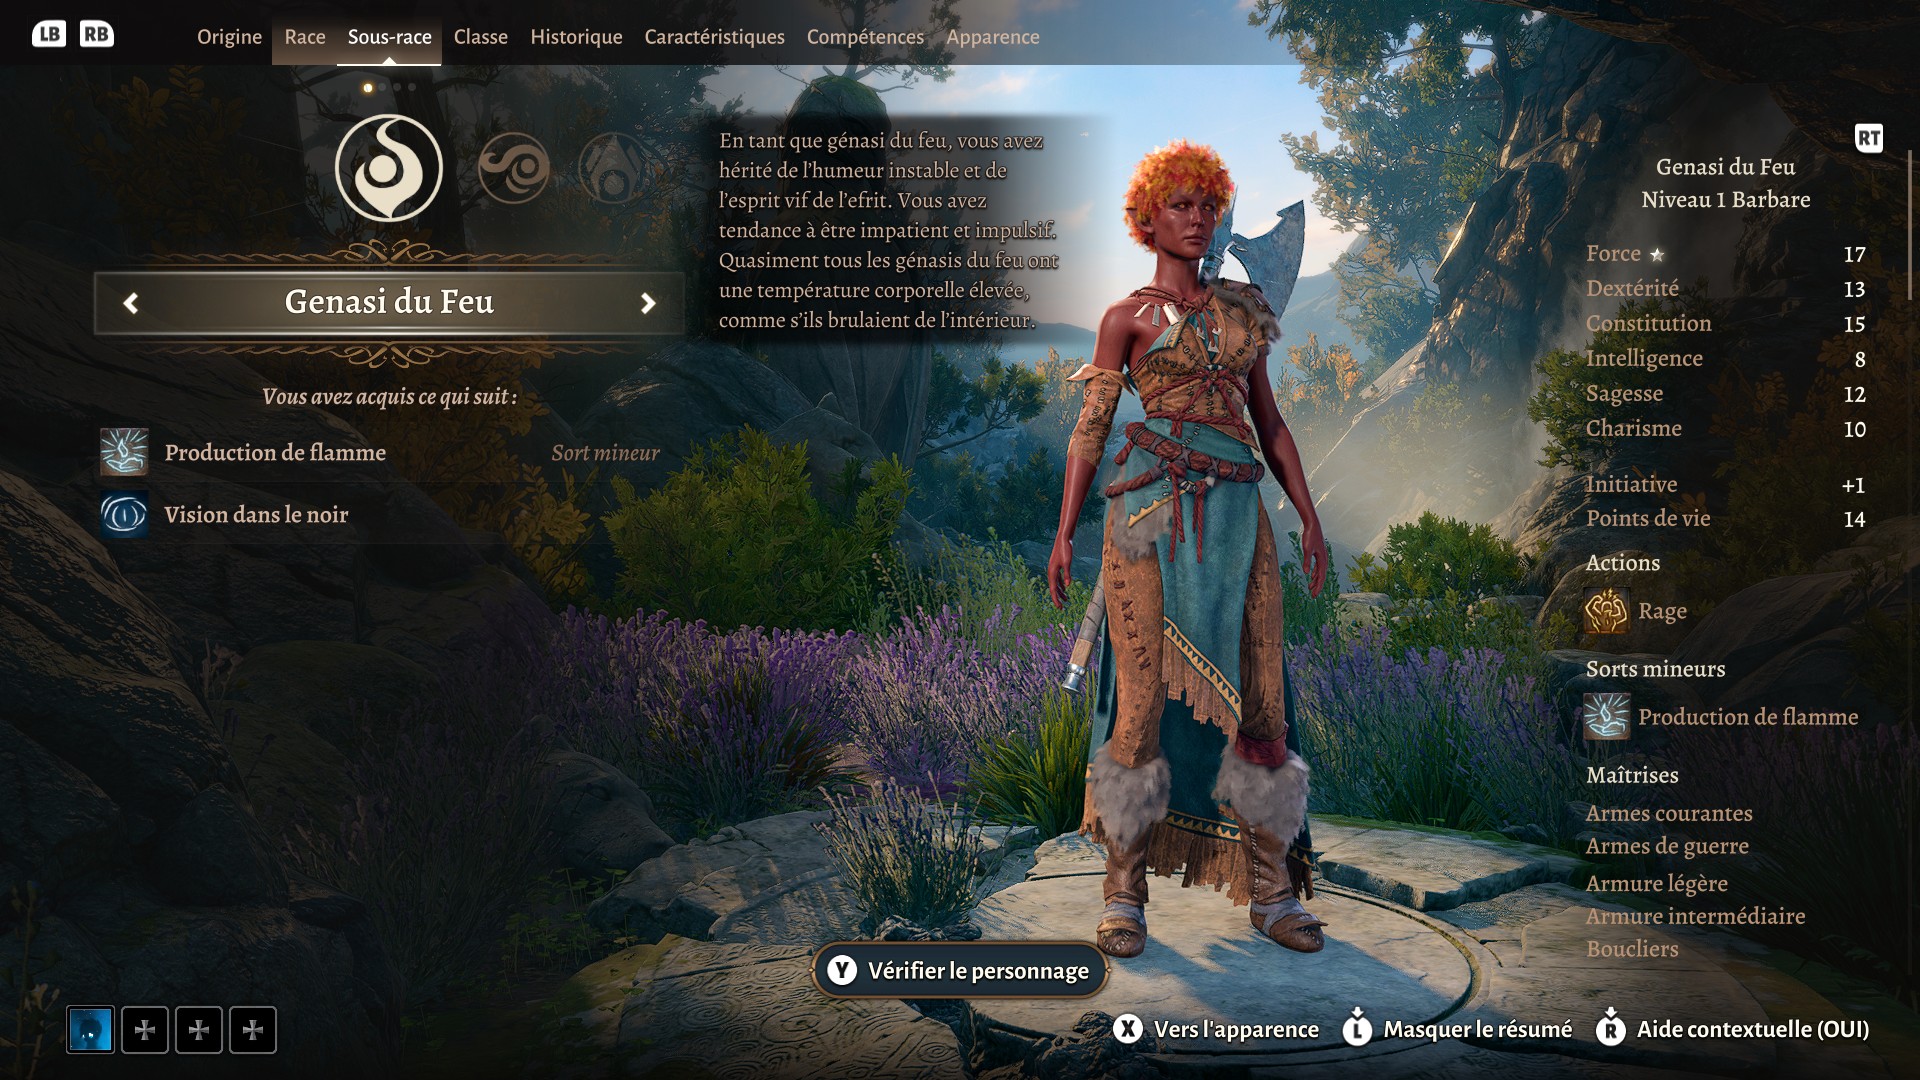 LB RB Origine Race Sous-race Classe Historique Caractéristiques Compétences Apparence
Genasi du Feu
Vous avez acquis ce qui suit :
Production de flamme Sort mineur
Vision dans le noir
En tant que génasi du feu, vous avez
hérité de l'humeur instable et de
l'esprit vif de l'efrit. Vous avez
tendance à être impatient et impulsif.
Quasiment tous les génasis du feu ont
une température corporelle élevée,
comme s'ils brulaient de l'intérieur.
RT
Genasi du Feu
Niveau 1 Barbare
Force 17
Dextérité 13
Constitution 15
Intelligence 8
Sagesse 12
Charisme 10
Initiative +1
Points de vie 14
Actions
Rage
Sorts mineurs
Production de flamme
Maîtrises
Armes courantes
Armes de guerre
Armure légère
Armure intermédiaire
Boucliers
Y Vérifier le personnage
X Vers l'apparence L Masquer le résumé R Aide contextuelle (OUI)